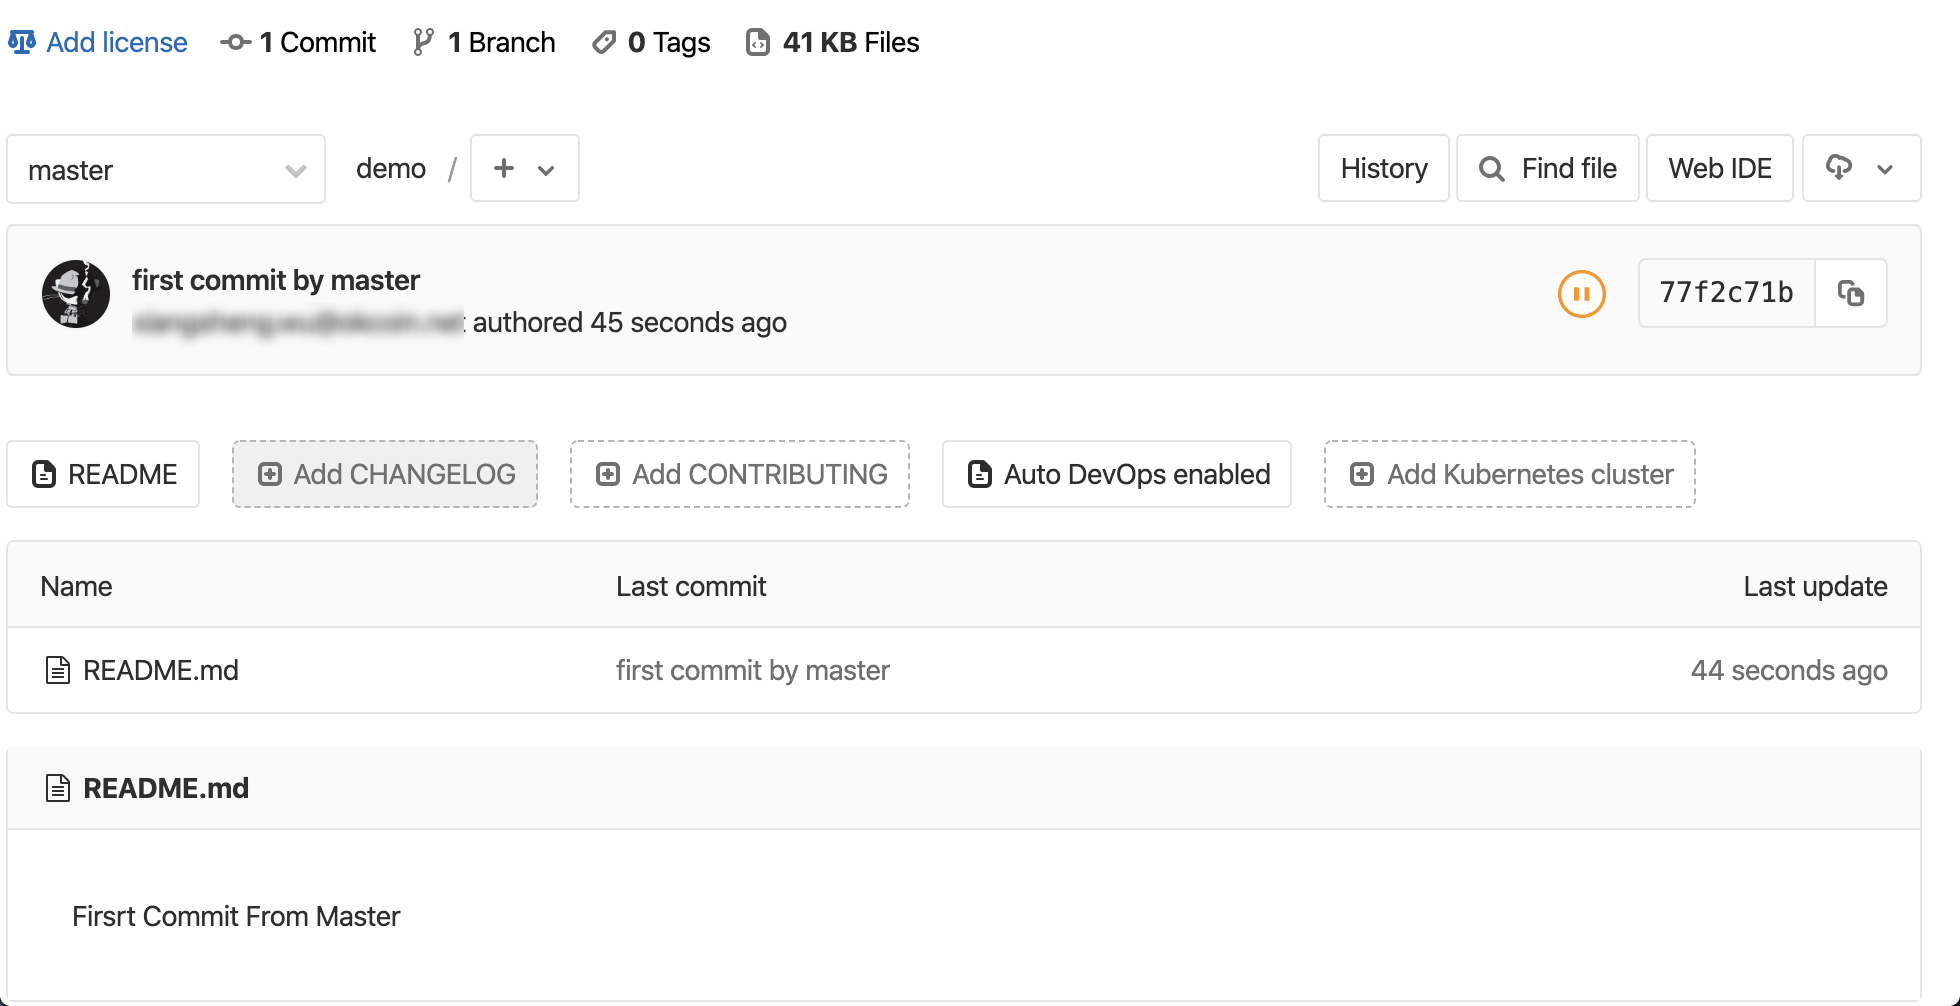 Add license 1 Commit 1 Branch 0 Tags 41 KB Files
master demo / + History Find file Web IDE
first commit by master
authored 45 seconds ago
77f2c71b
README Add CHANGELOG Add CONTRIBUTING Auto DevOps enabled Add Kubernetes cluster
Name Last commit Last update
README.md first commit by master 44 seconds ago
README.md
Firsrt Commit From Master